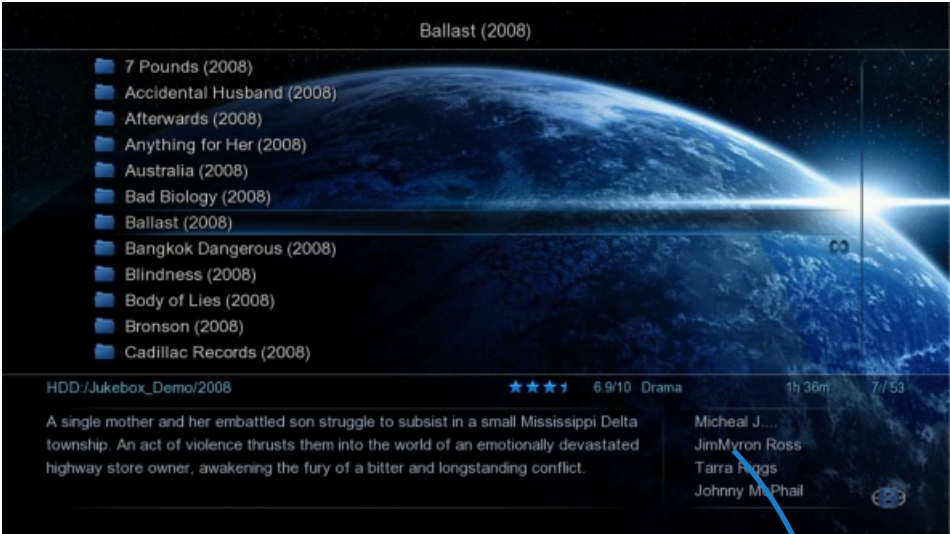 Ballast (2008)
7 Pounds (2008)
Accidental Husband (2008)
Afterwards (2008)
Anything for Her (2008)
Australia (2008)
Bad Biology (2008)
Ballast (2008)
Bangkok Dangerous (2008)
Blindness (2008)
Body of Lies (2008)
Bronson (2008)
Cadillac Records (2008)
HDD:/Jukebox_Demo/2008 6.9/10 Drama 1h 36m 7 / 53
A single mother and her embattled son struggle to subsist in a small Mississippi Delta
township. An act of violence thrusts them into the world of an emotionally devastated
highway store owner, awakening the fury of a bitter and longstanding conflict.
Micheal J....
JimMyron Ross
Tarra Riggs
Johnny McPhail